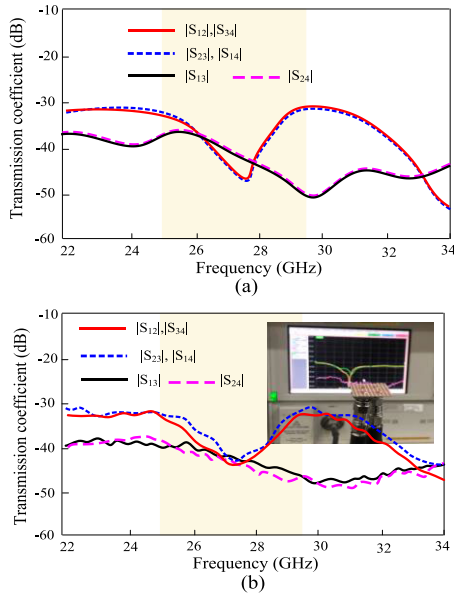 Transmission coefficient (dB)
-10
-20
-30
-40
-50
-60
|S12|,|S34|
|S23|, |S14|
|S13| |S24|
22 24 26 28 30 32 34
Frequency (GHz)
(a)
Transmission coefficient (dB)
-10
-20
-30
-40
-50
-60
|S12|,|S34|
|S23|, |S14|
|S13| |S24|
22 24 26 28 30 32 34
Frequency (GHz)
(b)